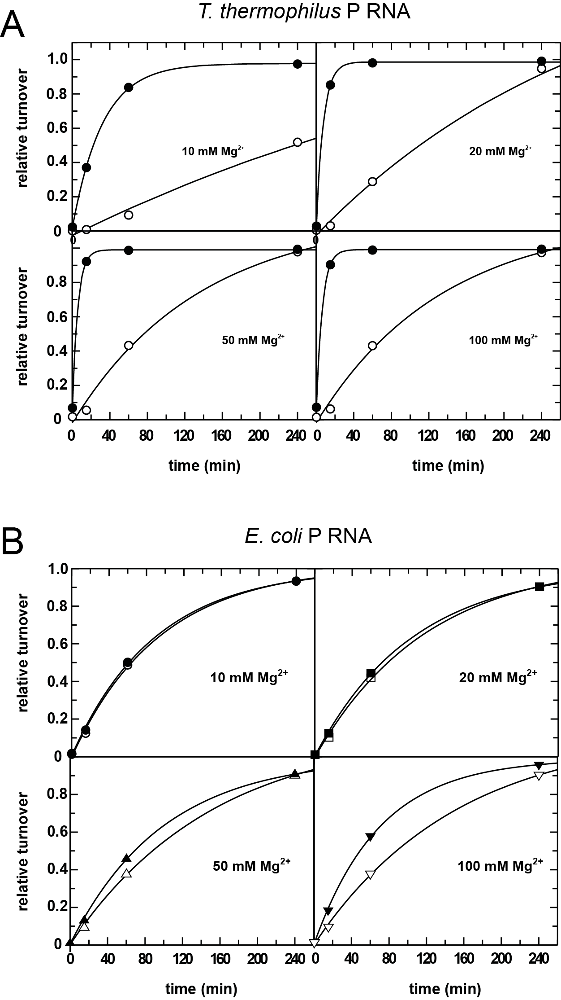 A
T. thermophilus P RNA
relative turnover
1.0
0.8
0.6
0.4
0.2
0
10 mM Mg2+
0
20 mM Mg2+
0
relative turnover
0.8
0.6
0.4
0.2
0
50 mM Mg2+
100 mM Mg2+
0 40 80 120 160 200 240
0 40 80 120 160 200 240
time (min)
time (min)
B
E. coli P RNA
relative turnover
1.0
0.8
0.6
0.4
0.2
0
10 mM Mg2+
20 mM Mg2+
relative turnover
0.8
0.6
0.4
0.2
0
50 mM Mg2+
100 mM Mg2+
0 40 80 120 160 200 240
0 40 80 120 160 200 240
time (min)
time (min)